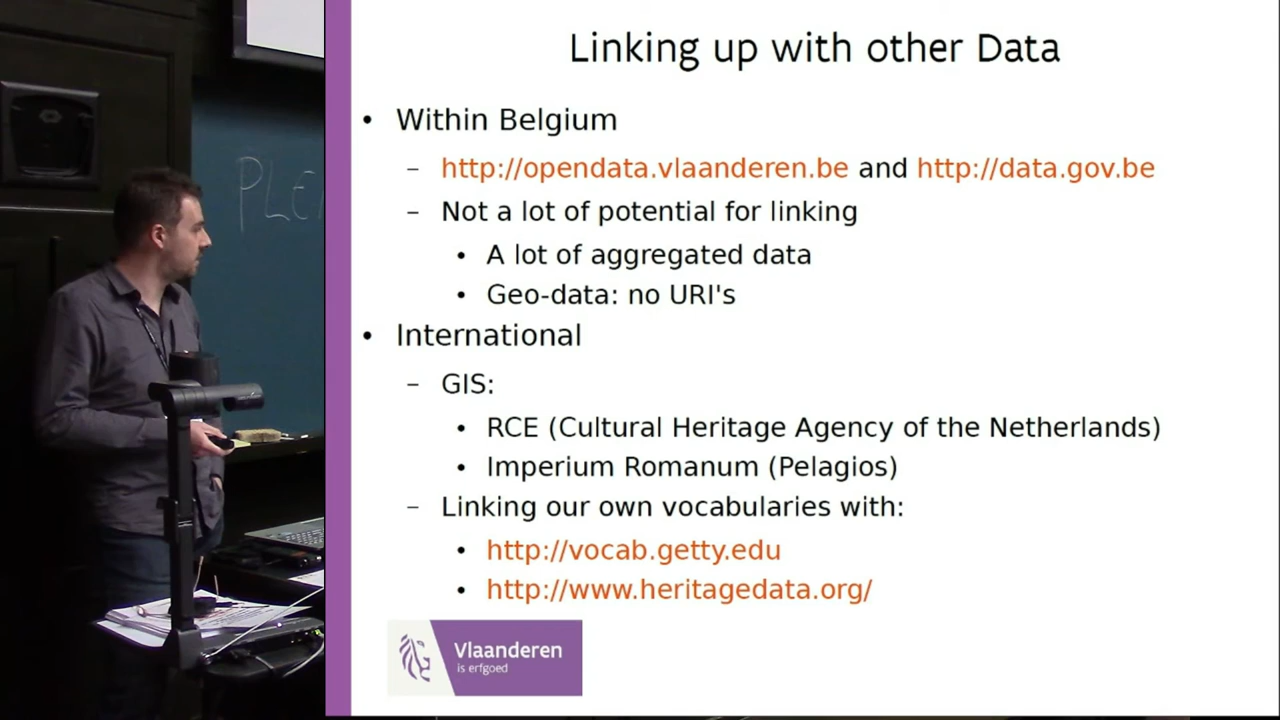 Linking up with other Data
• Within Belgium
– http://opendata.vlaanderen.be and http://data.gov.be
– Not a lot of potential for linking
• A lot of aggregated data
• Geo-data: no URI's
• International
– GIS:
• RCE (Cultural Heritage Agency of the Netherlands)
• Imperium Romanum (Pelagios)
– Linking our own vocabularies with:
• http://vocab.getty.edu
• http://www.heritagedata.org/
Vlaanderen
is erfgoed